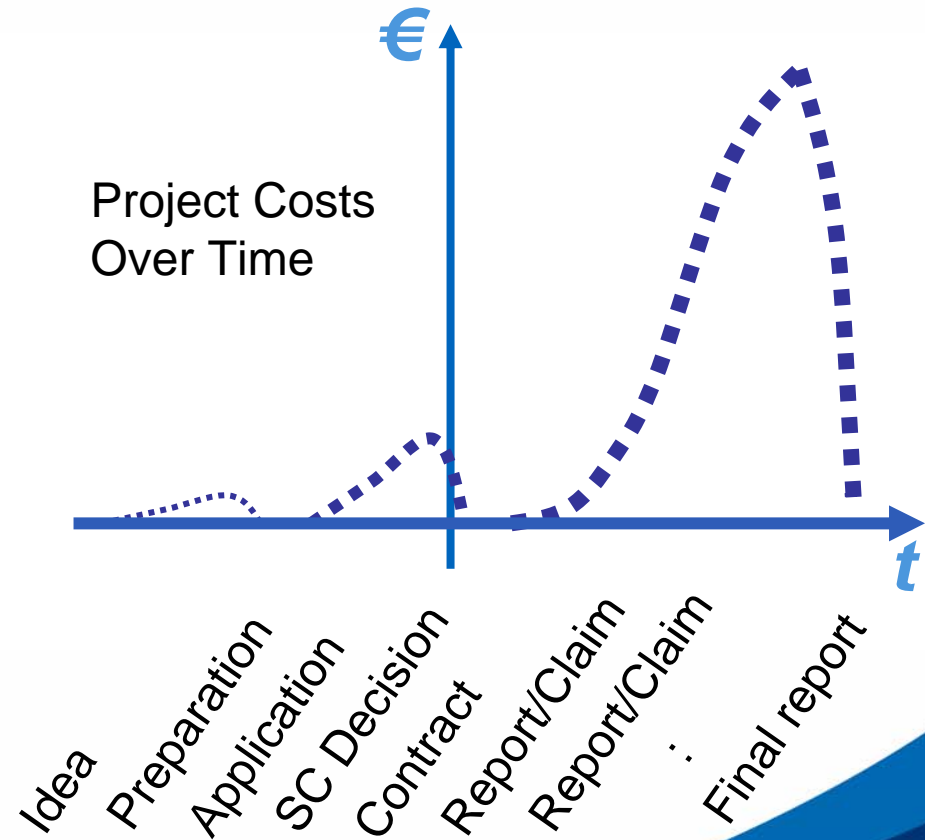 €
Project Costs
Over Time
t
Idea
Preparation
Application
SC Decision
Contract
Report/Claim
Report/Claim
:
Final report